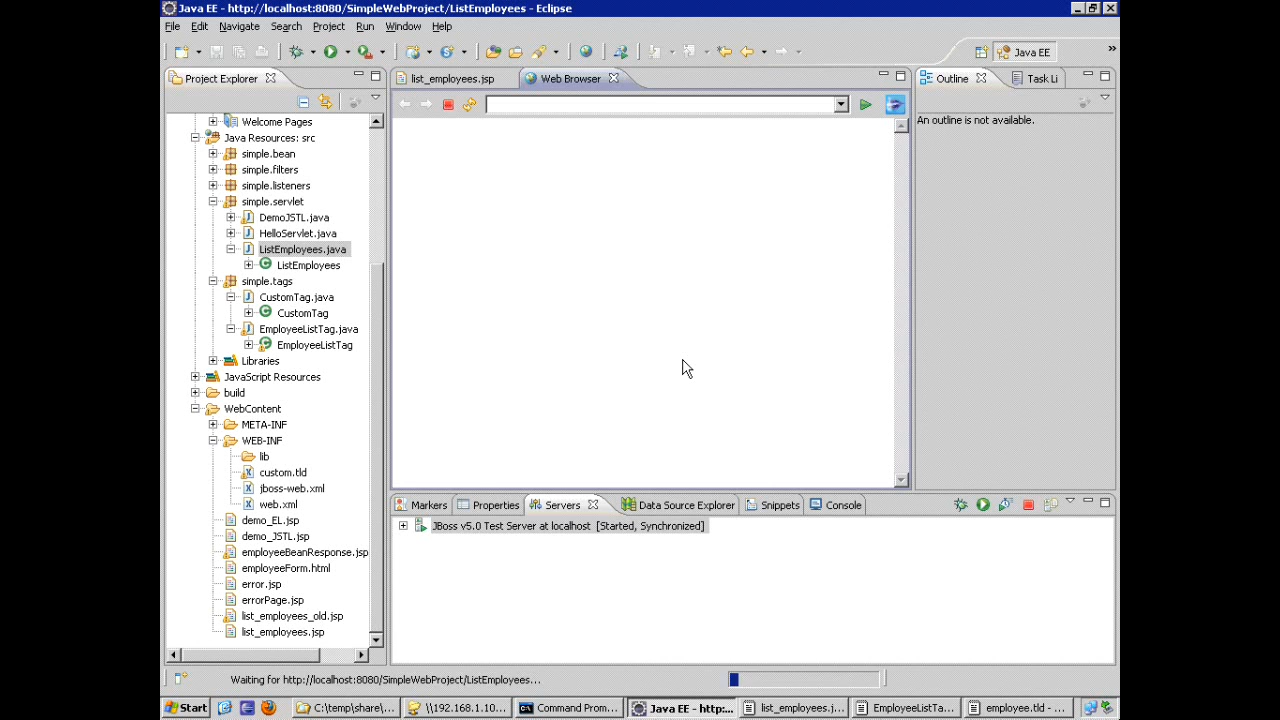 Java EE - http://localhost:8080/SimpleWebProject/ListEmployees - Eclipse
File Edit Navigate Search Project Run Window Help
Java EE
Project Explorer
list_employees.jsp
Web Browser
Outline
Task Li
Welcome Pages
Java Resources: src
simple.bean
simple.filters
simple.listeners
simple.servlet
DemoJSTL.java
HelloServlet.java
ListEmployees.java
ListEmployees
simple.tags
CustomTag.java
CustomTag
EmployeeListTag.java
EmployeeListTag
Libraries
JavaScript Resources
build
WebContent
META-INF
WEB-INF
lib
custom.tld
jboss-web.xml
web.xml
demo_EL.jsp
demo_JSTL.jsp
employeeBeanResponse.jsp
employeeForm.html
error.jsp
errorPage.jsp
list_employees_old.jsp
list_employees.jsp
An outline is not available.
Markers Properties Servers Data Source Explorer Snippets Console
JBoss v5.0 Test Server at localhost [Started, Synchronized]
Waiting for http://localhost:8080/SimpleWebProject/ListEmployees...
Start C:\temp\share\... \\192.168.1.10... Command Prom... Java EE - http:... list_employees.j... EmployeeListTa... employee.tld - ...